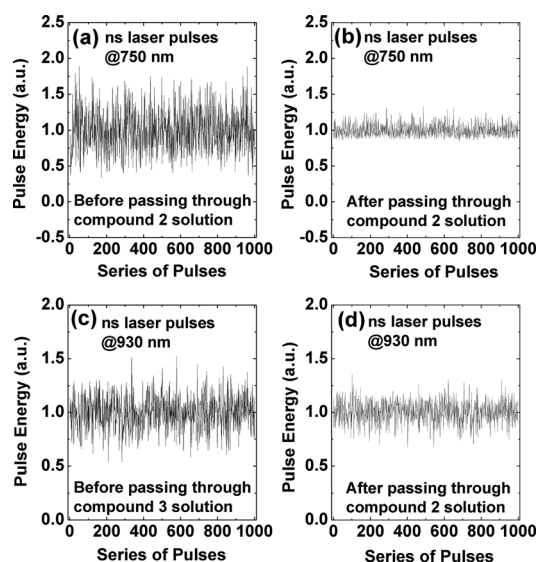 (a) ns laser pulses
@750 nm
Pulse Energy (a.u.)
2.5
2.0
1.5
1.0
0.5
0.0
-0.5
Before passing through
compound 2 solution
0 200 400 600 800 1000
Series of Pulses
(b) ns laser pulses
@750 nm
Pulse Energy (a.u.)
2.5
2.0
1.5
1.0
0.5
0.0
-0.5
After passing through
compound 2 solution
0 200 400 600 800 1000
Series of Pulses
(c) ns laser pulses
@930 nm
Pulse Energy (a.u.)
2.0
1.5
1.0
0.5
0.0
Before passing through
compound 3 solution
0 200 400 600 800 1000
Series of Pulses
(d) ns laser pulses
@930 nm
Pulse Energy (a.u.)
2.0
1.5
1.0
0.5
0.0
After passing through
compound 2 solution
0 200 400 600 800 1000
Series of Pulses